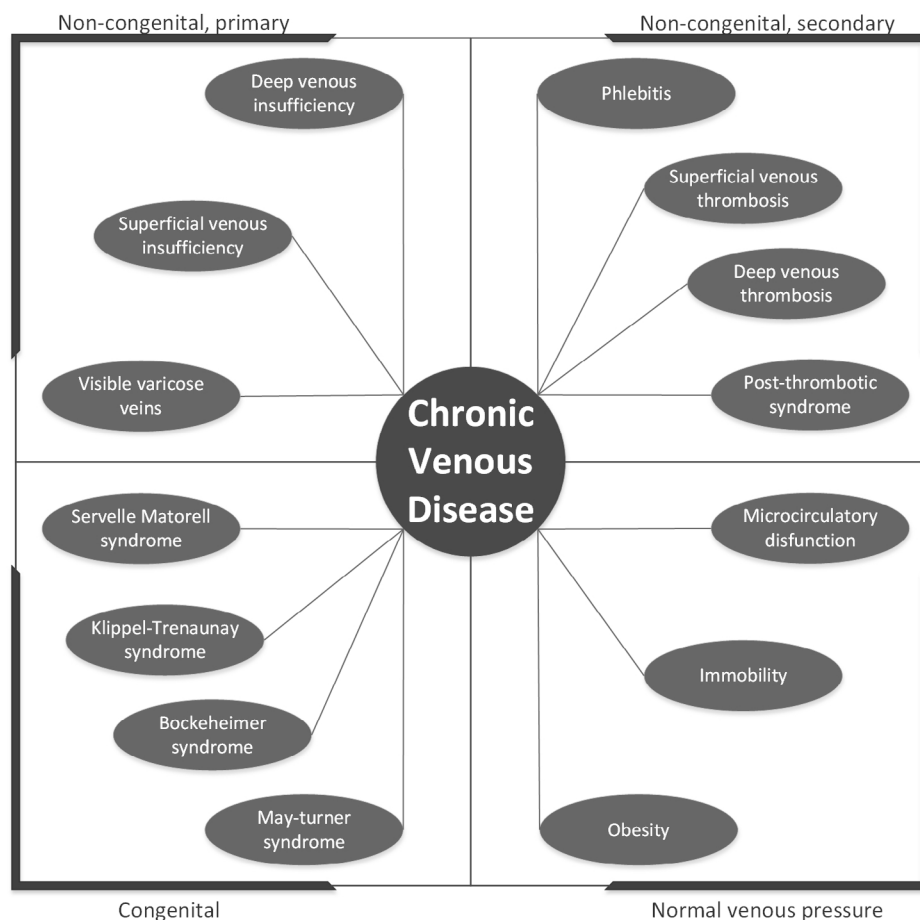 Non-congenital, primary
Non-congenital, secondary
Deep venous
insufficiency
Phlebitis
Superficial venous
thrombosis
Superficial venous
insufficiency
Deep venous
thrombosis
Visible varicose
veins
Post-thrombotic
syndrome
Chronic
Venous
Disease
Servelle Matorell
syndrome
Microcirculatory
disfunction
Klippel-Trenaunay
syndrome
Immobility
Bockeheimer
syndrome
May-turner
syndrome
Obesity
Congenital
Normal venous pressure